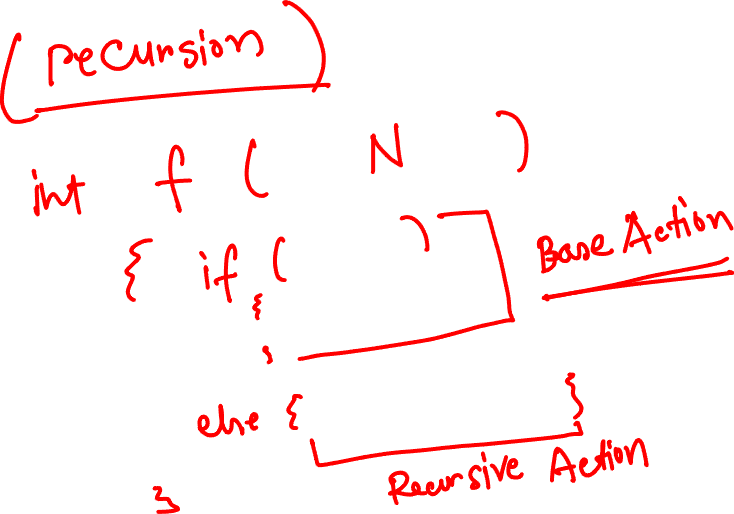 (recursion)
int f ( N )
{ if ( )
{
}
Base Action
else { }
Recursive Action
}